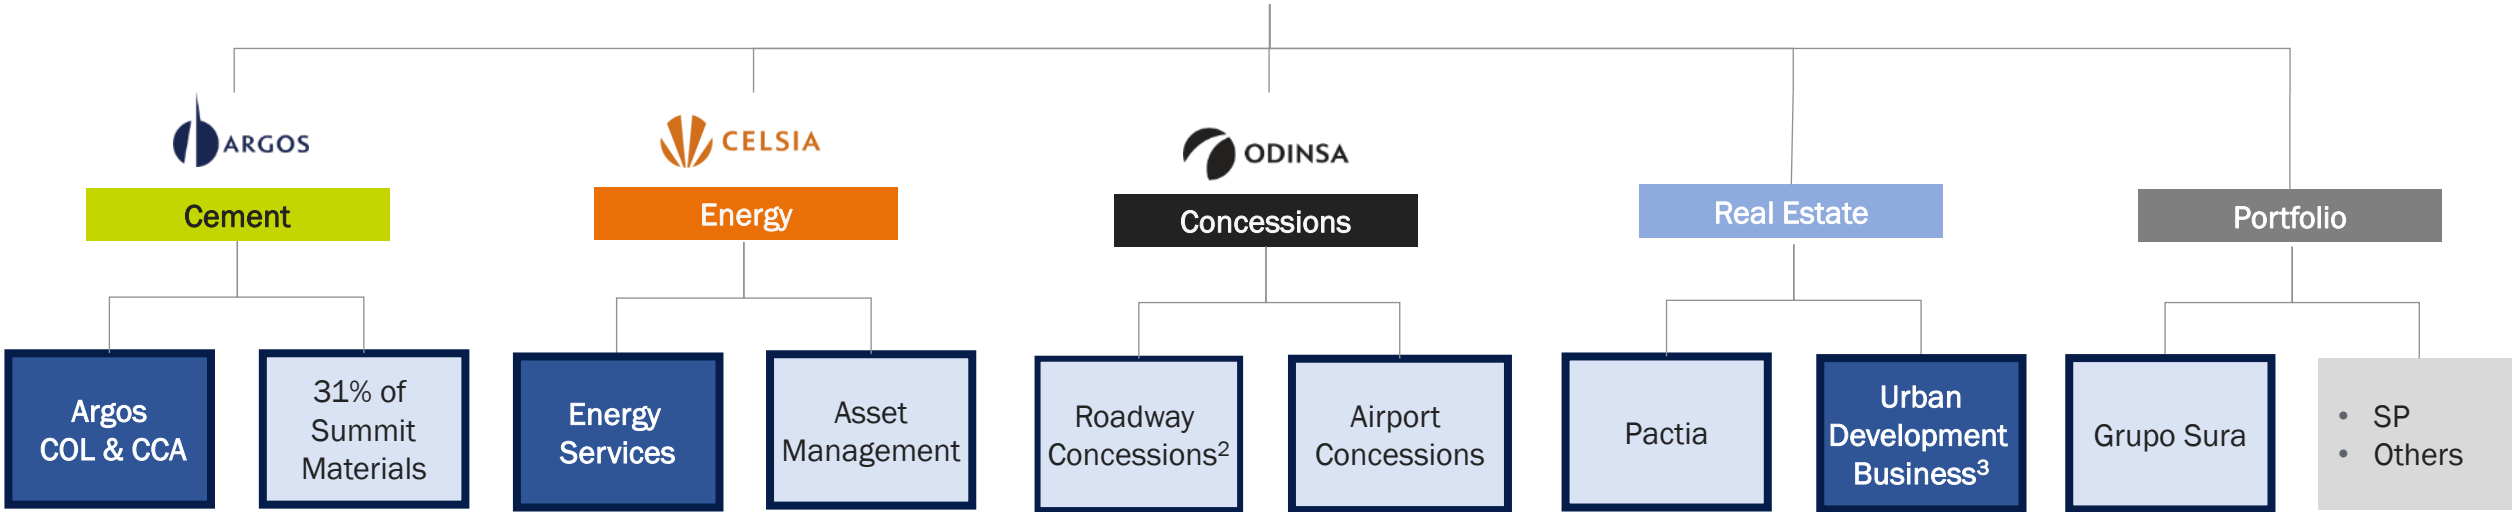 ARGOS
CELSIA
ODINSA
Cement
Energy
Concessions
Real Estate
Portfolio
Argos
COL & CCA
31% of
Summit
Materials
Energy
Services
Asset
Management
Roadway
Concessions²
Airport
Concessions
Pactia
Urban
Development
Business³
Grupo Sura
• SP
• Others